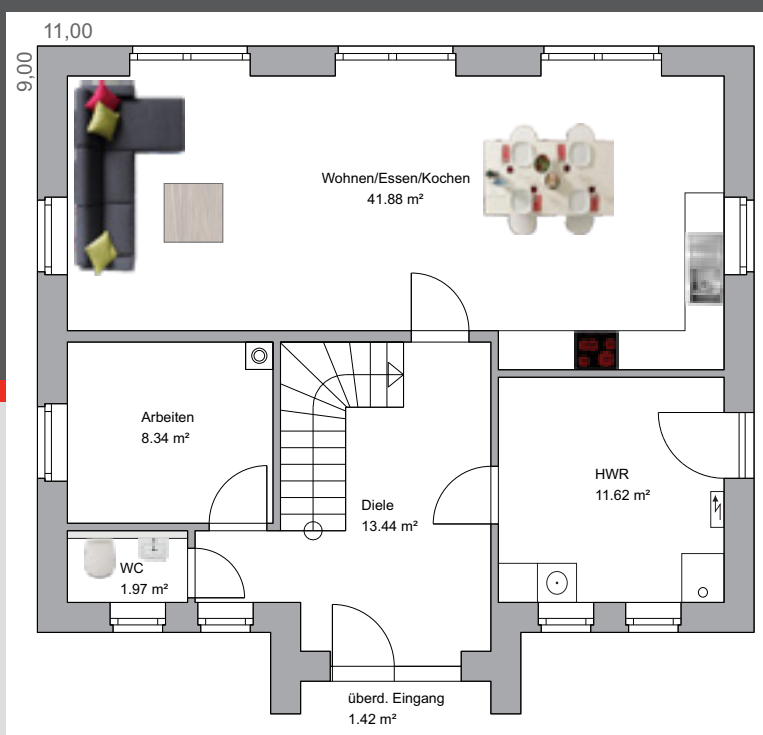 11,00
9,00
Wohnen/Essen/Kochen
41.88 m²
Arbeiten
8.34 m²
HWR
11.62 m²
Diele
13.44 m²
WC
1.97 m²
überd. Eingang
1.42 m²